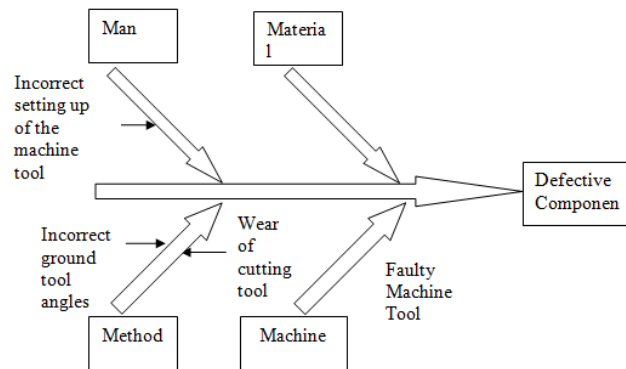 Man
Materia
l
Incorrect
setting up
of the
machine
tool
Defective
Componen
Incorrect
ground
tool
angles
Wear
of
cutting
tool
Faulty
Machine
Tool
Method
Machine